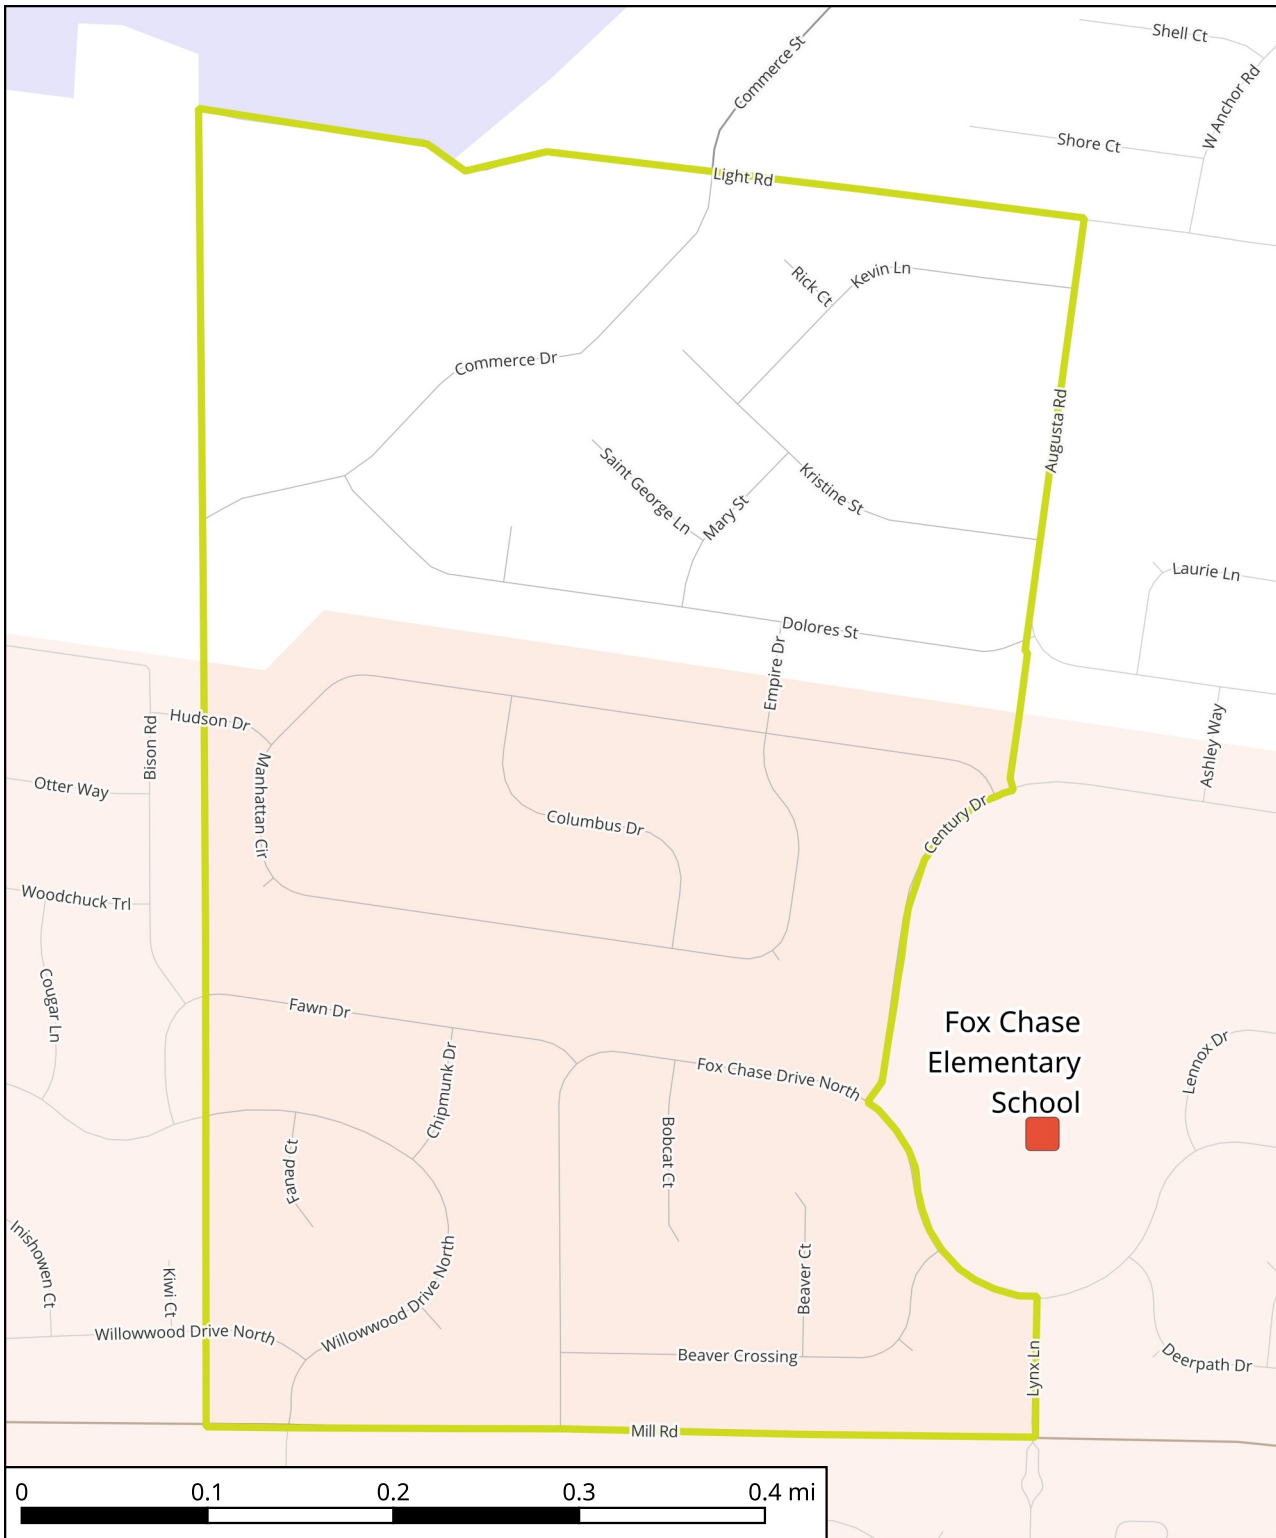 Shell Ct
Commerce St
W Anchor Rd
Shore Ct
Light Rd
Kevin Ln
Rick Ct
Commerce Dr
Augusta Rd
Saint George Ln
Mary St
Kristine St
Laurie Ln
Dolores St
Empire Dr
Hudson Dr
Bison Rd
Ashley Way
Manhattan Cir
Otter Way
Columbus Dr
Century Dr
Woodchuck Trl
Cougar Ln
Fawn Dr
Fox Chase
Elementary
School
Chipmunk Dr
Fox Chase Drive North
Lennox Dr
Bobcat Ct
Fanad Ct
Inishowen Ct
Kiwi Ct
Willowwood Drive North
Willowwood Drive North
Beaver Ct
Beaver Crossing
Lynx Ln
Deerpath Dr
Mill Rd
0 0.1 0.2 0.3 0.4 mi